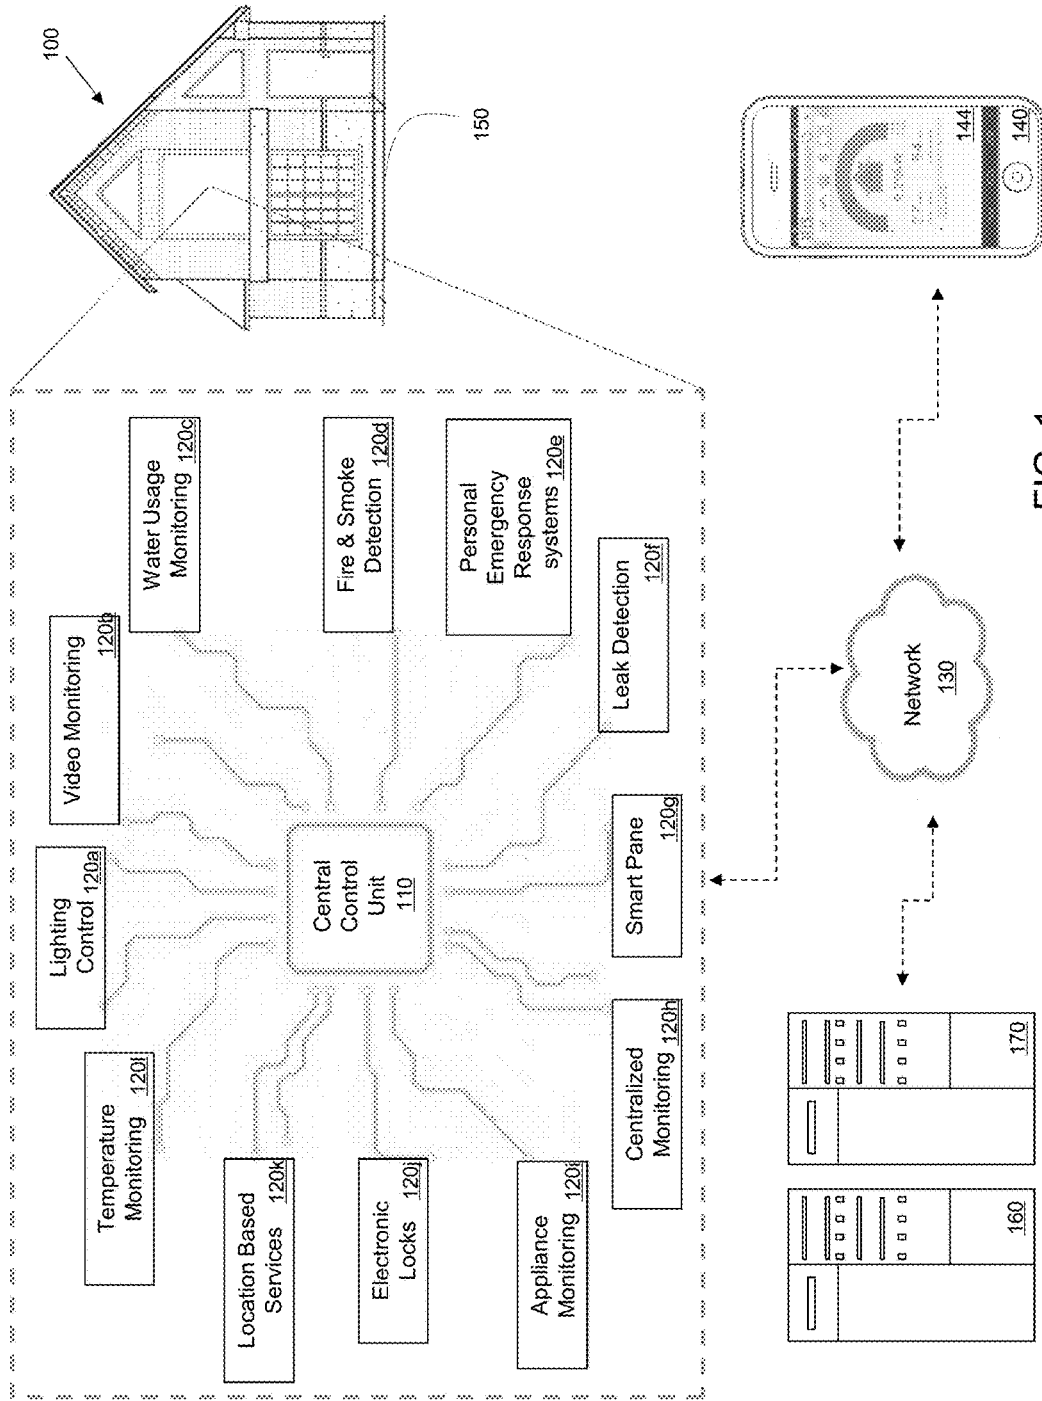 Lighting
Control 120a
Video Monitoring
120b
Temperature
Monitoring 120l
Water Usage
Monitoring 120c
Location Based
Services 120k
Central
Control
Unit
110
Fire & Smoke
Detection 120d
Electronic
Locks 120j
Personal
Emergency
Response
systems 120e
Appliance
Monitoring 120i
Centralized
Monitoring 120h
Smart Pane
120g
Leak Detection
120f
100
150
160
170
Network
130
144
140
FIG. 1